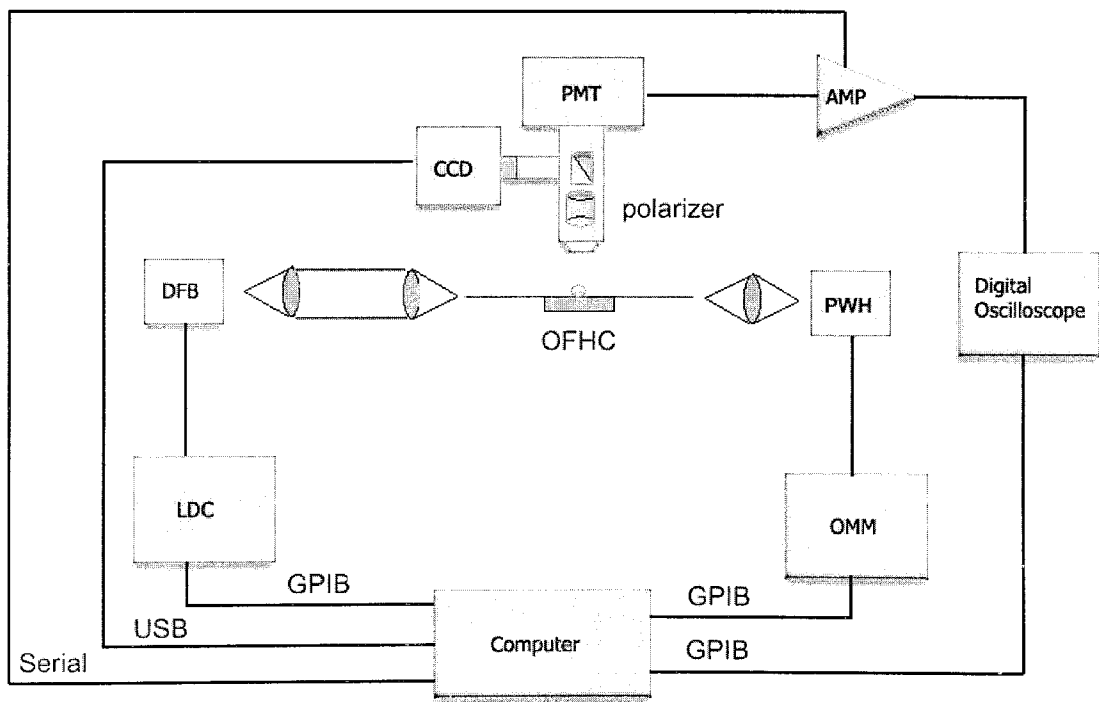 PMT
AMP
CCD
polarizer
DFB
OFHC
PWH
Digital
Oscilloscope
LDC
OMM
GPIB
GPIB
USB
Computer
GPIB
Serial